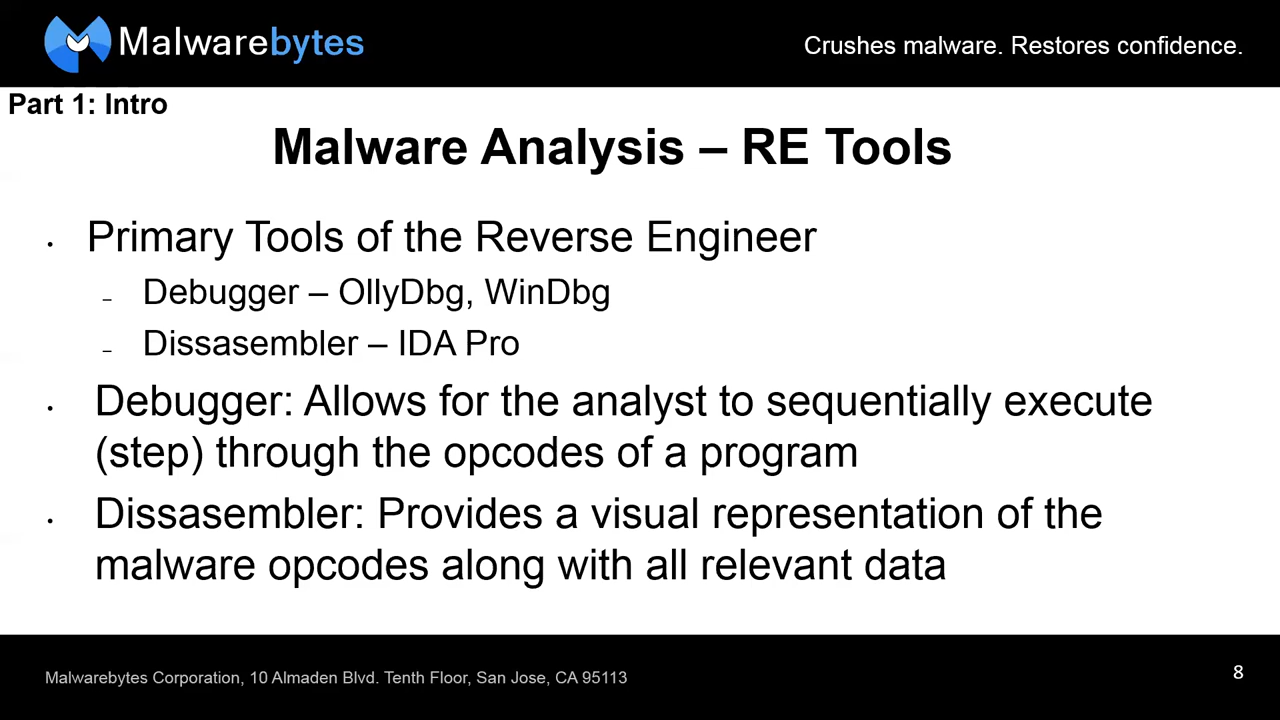 Malwarebytes
Crushes malware. Restores confidence.
Part 1: Intro
Malware Analysis – RE Tools
• Primary Tools of the Reverse Engineer
– Debugger – OllyDbg, WinDbg
– Dissasembler – IDA Pro
• Debugger: Allows for the analyst to sequentially execute
(step) through the opcodes of a program
• Dissasembler: Provides a visual representation of the
malware opcodes along with all relevant data
Malwarebytes Corporation, 10 Almaden Blvd. Tenth Floor, San Jose, CA 95113
8